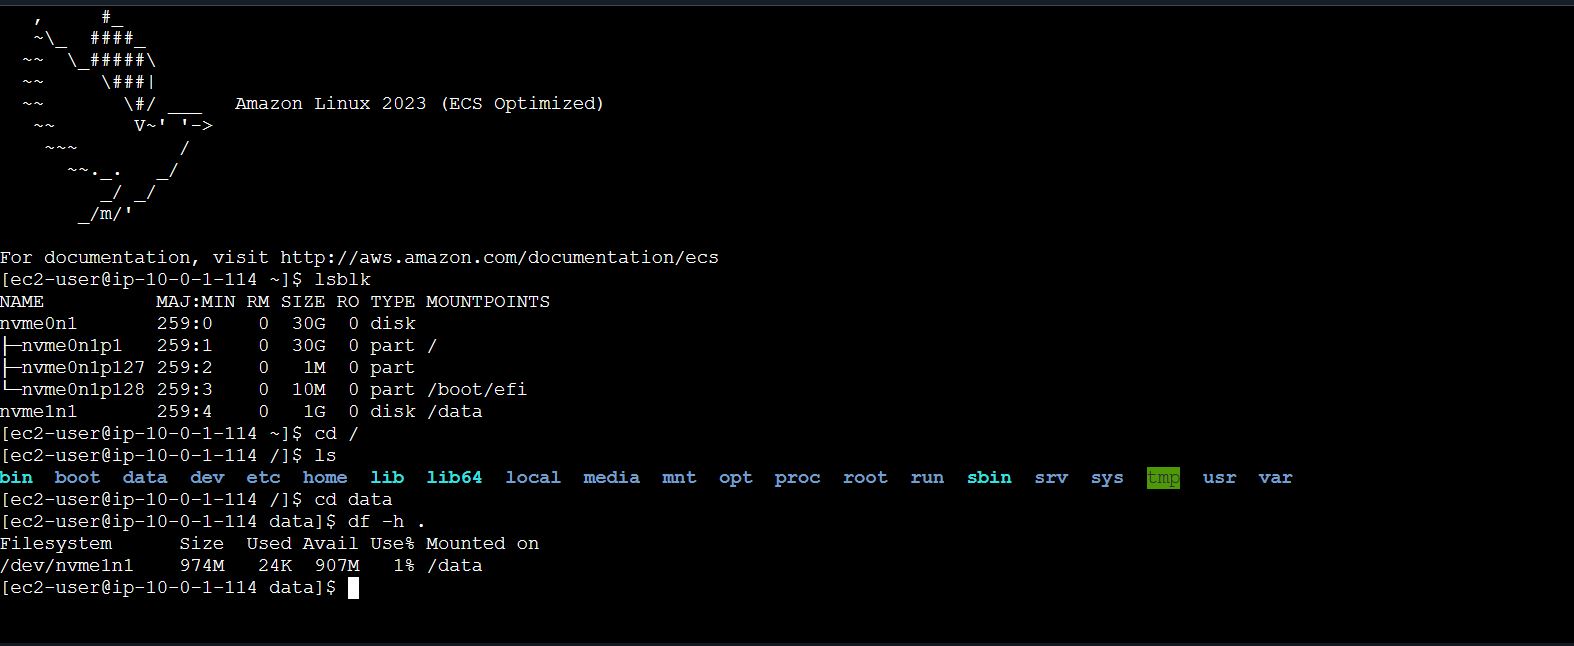 ,     #_
   ~\_  ####_
  ~~  \_#####\
  ~~     \###|
  ~~       \#/ ___   Amazon Linux 2023 (ECS Optimized)
   ~~       V~' '->
    ~~~         /
      ~~._.   _/
         _/ _/
       _/m/'
For documentation, visit http://aws.amazon.com/documentation/ecs
[ec2-user@ip-10-0-1-114 ~]$ lsblk
NAME          MAJ:MIN RM SIZE RO TYPE MOUNTPOINTS
nvme0n1       259:0    0  30G  0 disk
├─nvme0n1p1   259:1    0  30G  0 part /
├─nvme0n1p127 259:2    0   1M  0 part
└─nvme0n1p128 259:3    0  10M  0 part /boot/efi
nvme1n1       259:4    0   1G  0 disk /data
[ec2-user@ip-10-0-1-114 ~]$ cd /
[ec2-user@ip-10-0-1-114 /]$ ls
bin  boot  data  dev  etc  home  lib  lib64  local  media  mnt  opt  proc  root  run  sbin  srv  sys  tmp  usr  var
[ec2-user@ip-10-0-1-114 /]$ cd data
[ec2-user@ip-10-0-1-114 data]$ df -h .
Filesystem      Size  Used Avail Use% Mounted on
/dev/nvme1n1    974M   24K  907M   1% /data
[ec2-user@ip-10-0-1-114 data]$